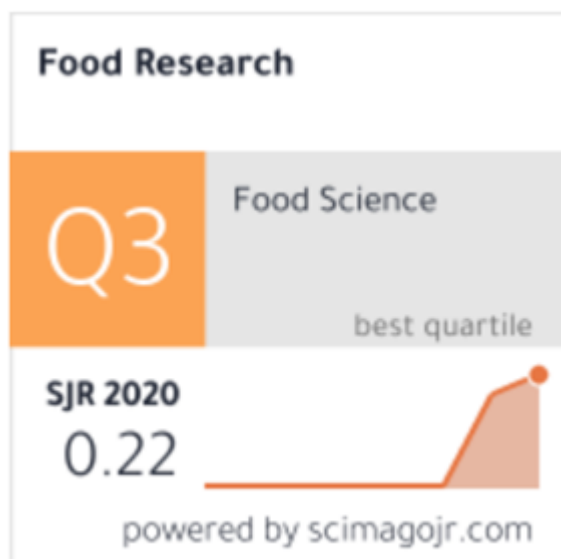 Food Research
Q3
Food Science
best quartile
SJR 2020
0.22
powered by scimagojr.com